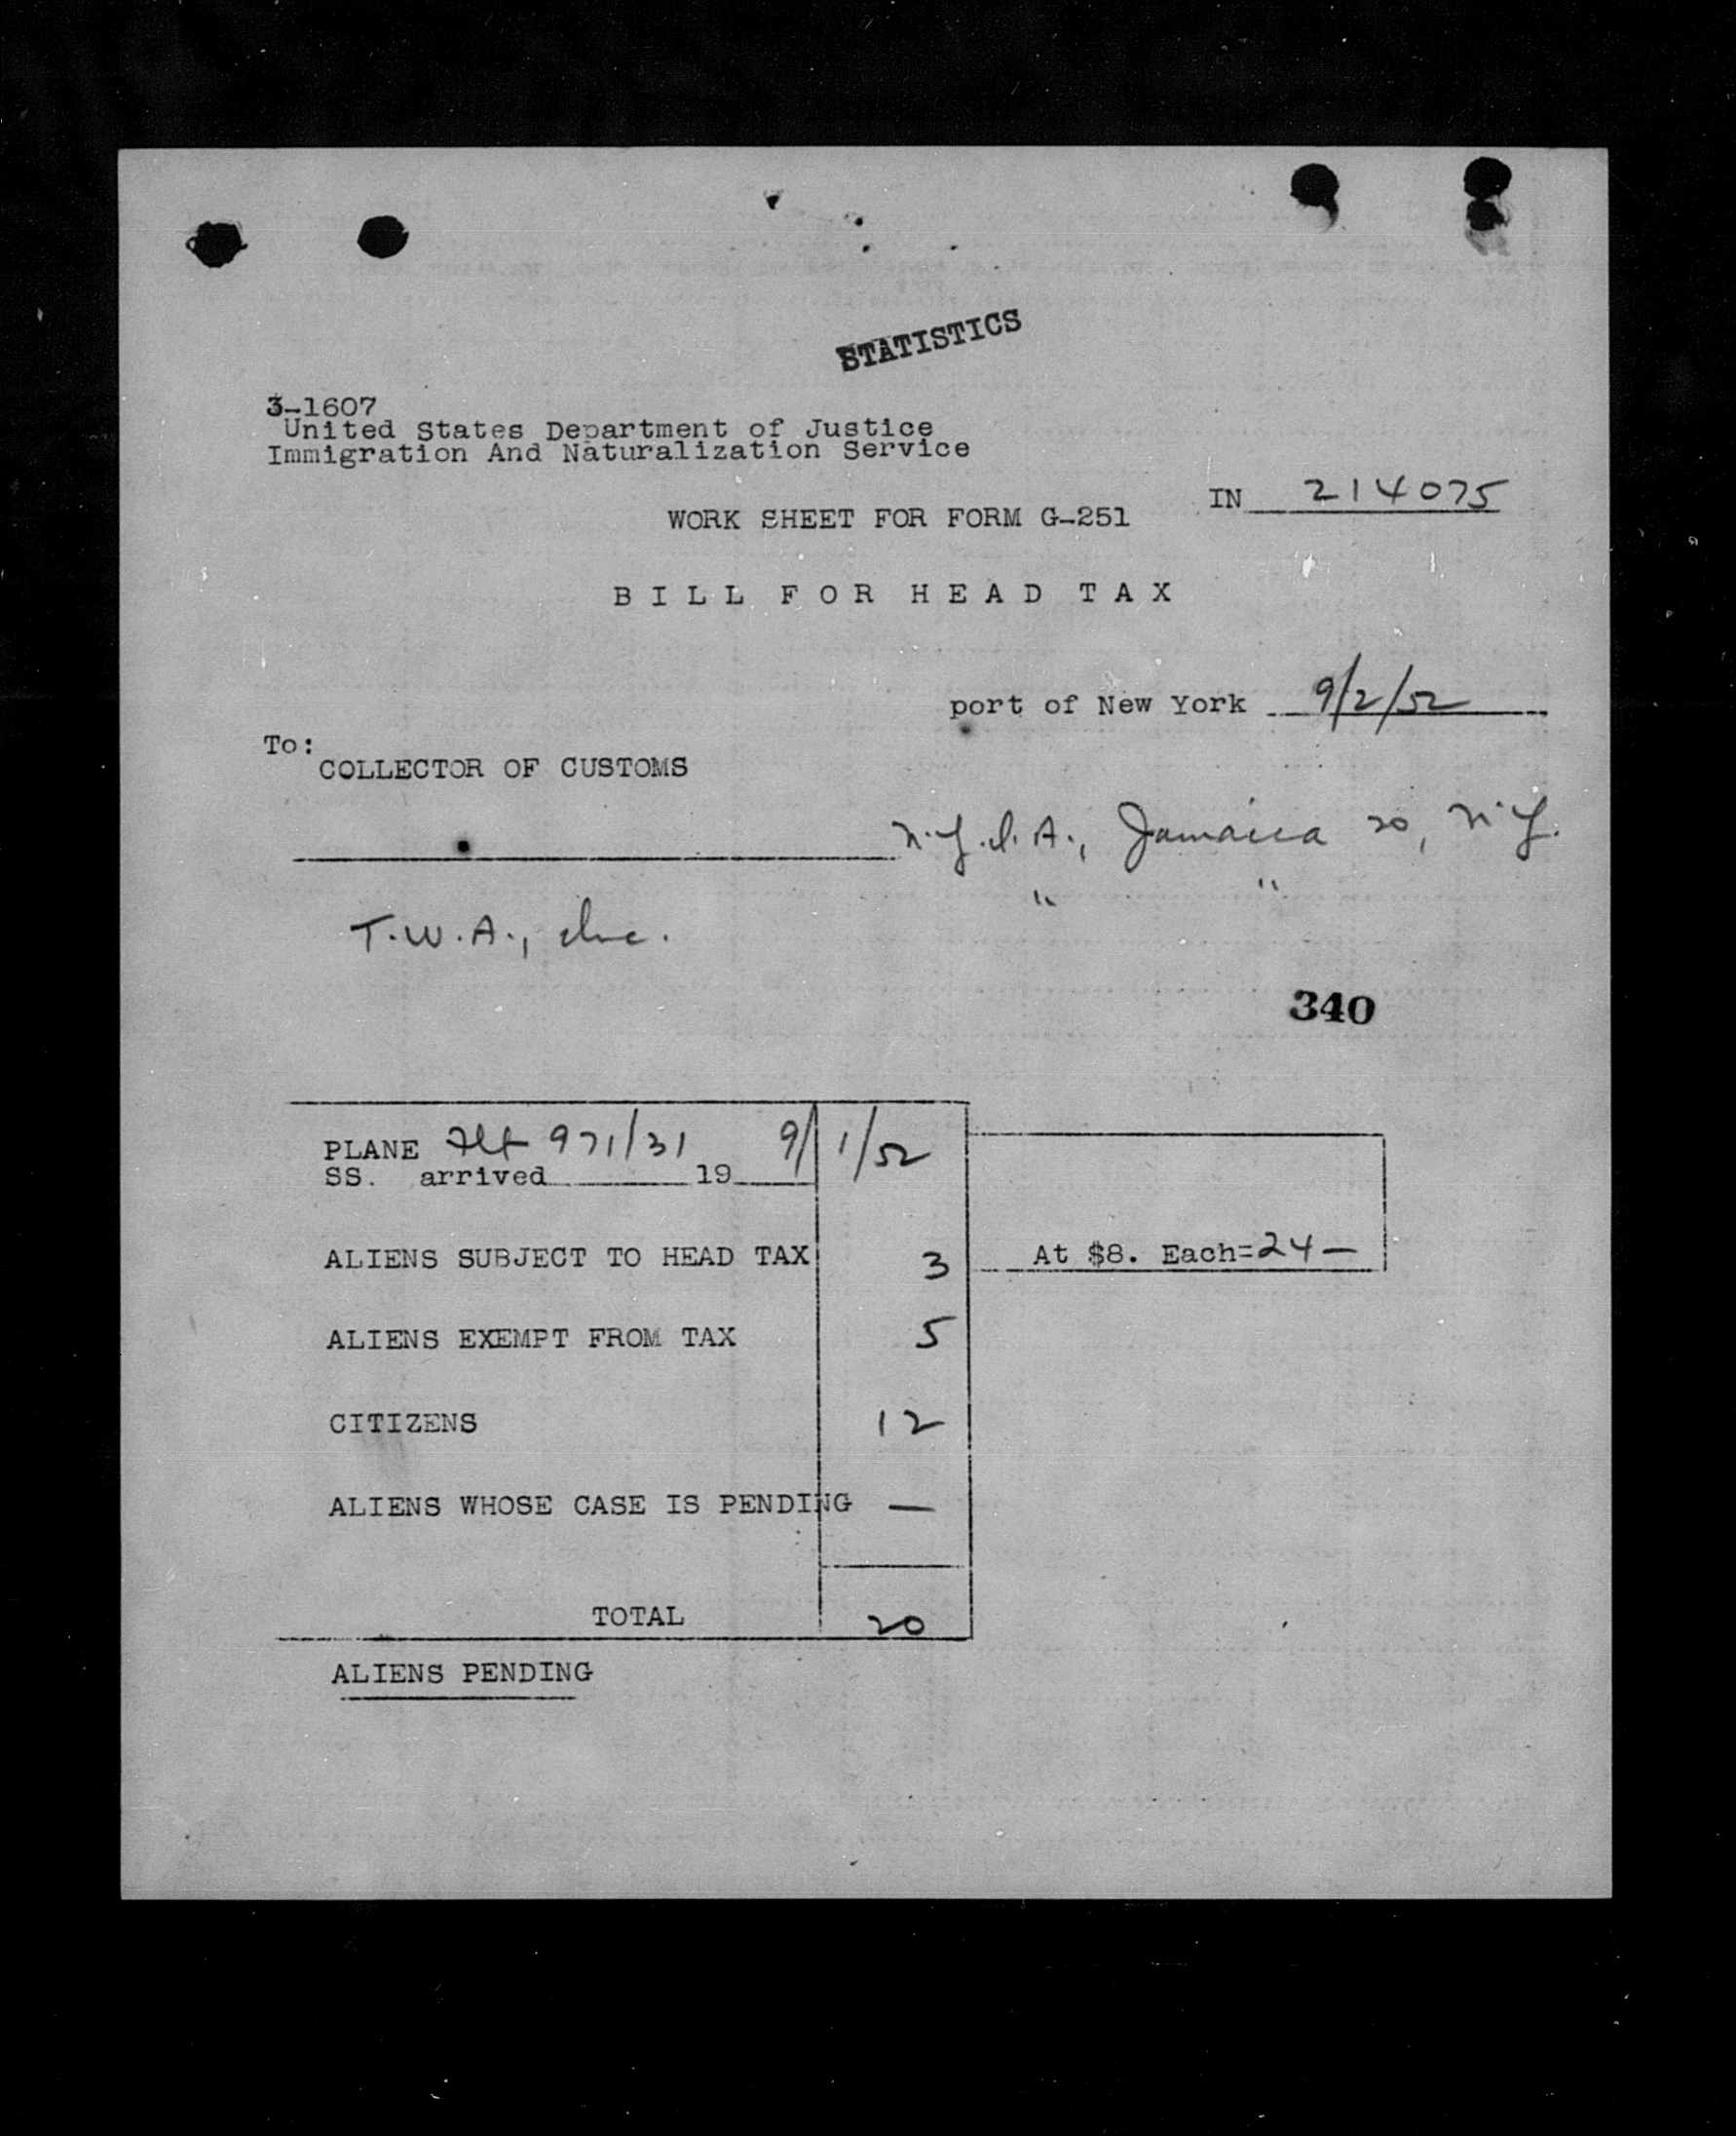 STATISTICS
3-1607
United States Department of Justice
Immigration And Naturalization Service
IN 214075
WORK SHEET FOR FORM G-251
BILL FOR HEAD TAX
port of New York 9/2/52
To:
COLLECTOR OF CUSTOMS
N.Y.I.A., Jamaica 20, N.Y.
" "
T.W.A., Inc.
340
PLANE Flt 971/31 9/1/52
SS. arrived 19
ALIENS SUBJECT TO HEAD TAX 3 At $8. Each=24—
ALIENS EXEMPT FROM TAX 5
CITIZENS 12
ALIENS WHOSE CASE IS PENDING —
TOTAL 20
ALIENS PENDING